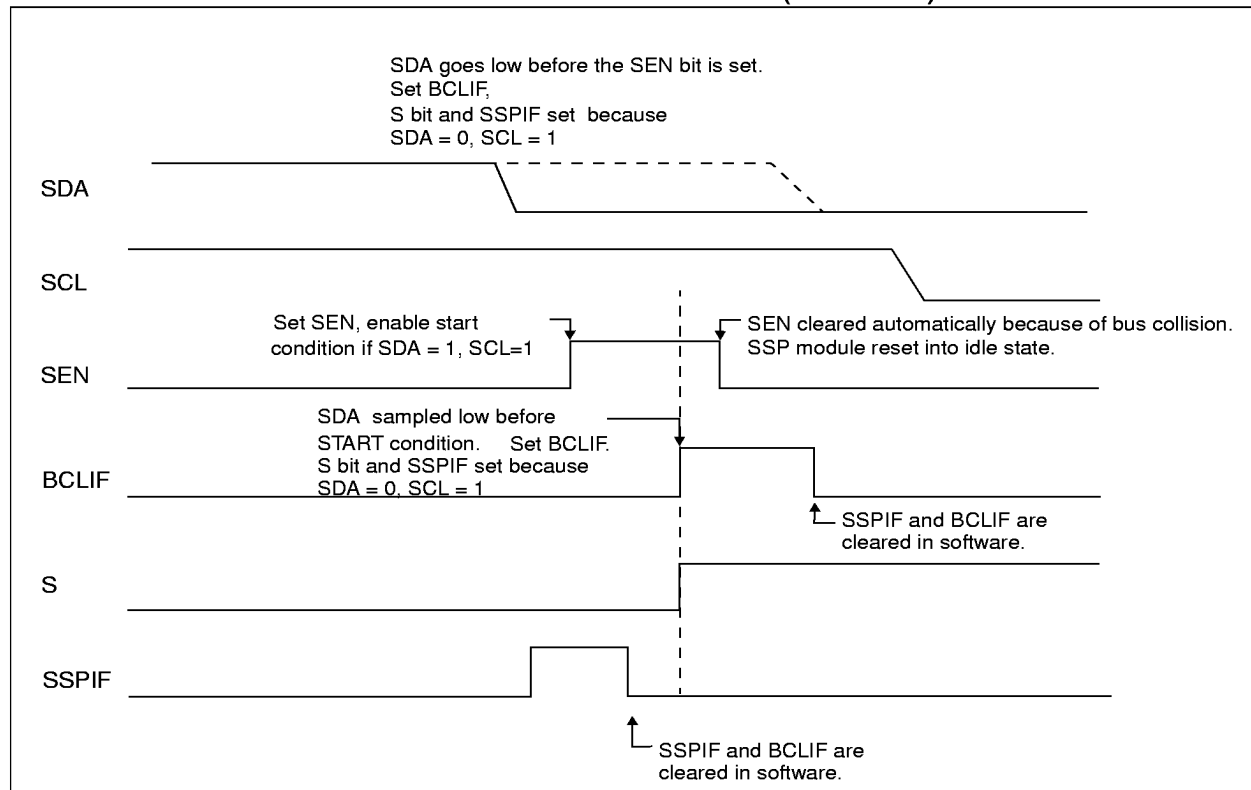 SDA goes low before the SEN bit is set.
Set BCLIF,
S bit and SSPIF set because
SDA = 0, SCL = 1
SDA
SCL
Set SEN, enable start
condition if SDA = 1, SCL=1
SEN cleared automatically because of bus collision.
SSP module reset into idle state.
SEN
SDA sampled low before
START condition. Set BCLIF.
S bit and SSPIF set because
SDA = 0, SCL = 1
BCLIF
SSPIF and BCLIF are
cleared in software.
S
SSPIF
SSPIF and BCLIF are
cleared in software.